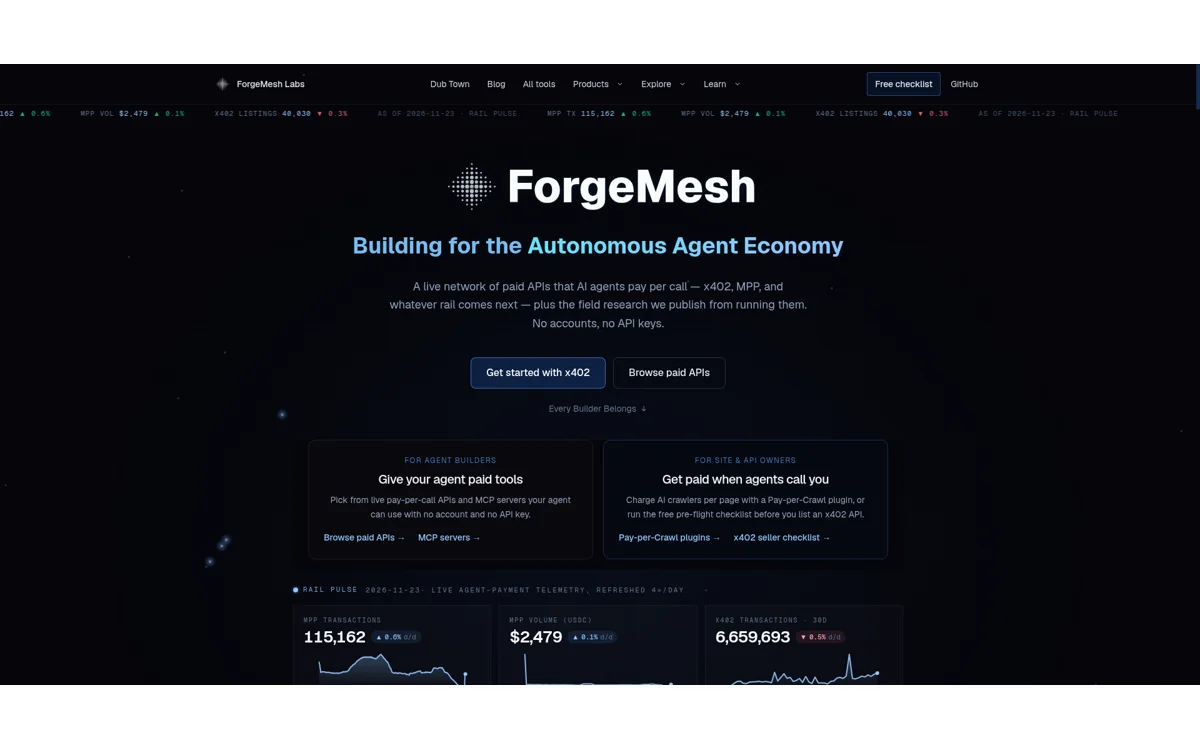 ForgeMesh Labs
Dub Town Blog All tools Products Explore Learn
Free checklist GitHub
162 ▲ 0.6% MPP VOL $2,479 ▲ 0.1% X402 LISTINGS 40,030 ▼ 0.3% AS OF 2026-11-23 · RAIL PULSE MPP TX 115,162 ▲ 0.6% MPP VOL $2,479 ▲ 0.1% X402 LISTINGS 40,030 ▼ 0.3% AS OF 2026-11-23 · RAIL PULSE
ForgeMesh
Building for the Autonomous Agent Economy
A live network of paid APIs that AI agents pay per call — x402, MPP, and
whatever rail comes next — plus the field research we publish from running them.
No accounts, no API keys.
Get started with x402 Browse paid APIs
Every Builder Belongs ↓
FOR AGENT BUILDERS
Give your agent paid tools
Pick from live pay-per-call APIs and MCP servers your agent
can use with no account and no API key.
Browse paid APIs → MCP servers →
FOR SITE & API OWNERS
Get paid when agents call you
Charge AI crawlers per page with a Pay-per-Crawl plugin, or
run the free pre-flight checklist before you list an x402 API.
Pay-per-Crawl plugins → x402 seller checklist →
RAIL PULSE 2026-11-23· LIVE AGENT-PAYMENT TELEMETRY, REFRESHED 4×/DAY
MPP TRANSACTIONS
115,162 ▲ 0.6% d/d
MPP VOLUME (USDC)
$2,479 ▲ 0.1% d/d
X402 TRANSACTIONS · 30D
6,659,693 ▼ 0.5% d/d